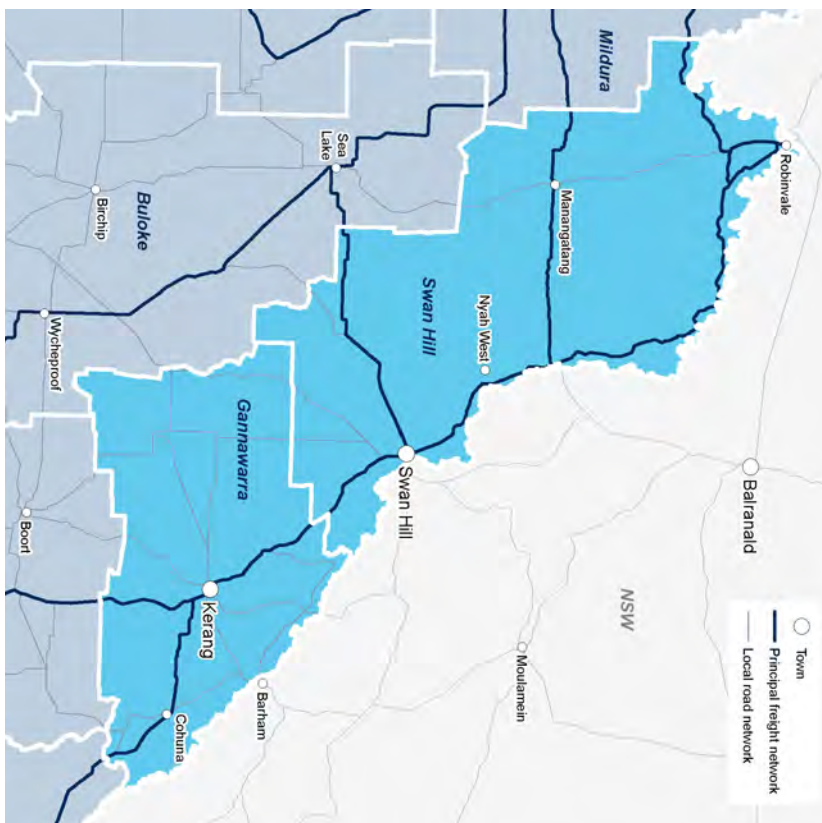 Robinvale
Mildura
Manangatang
Balranald
Sea
Lake
Swan Hill
Nyah West
Birchip
Buloke
Swan Hill
NSW
Wycheproof
Gannawarra
Moulamein
Boort
Kerang
Barham
Cohuna
Town
Principal freight network
Local road network